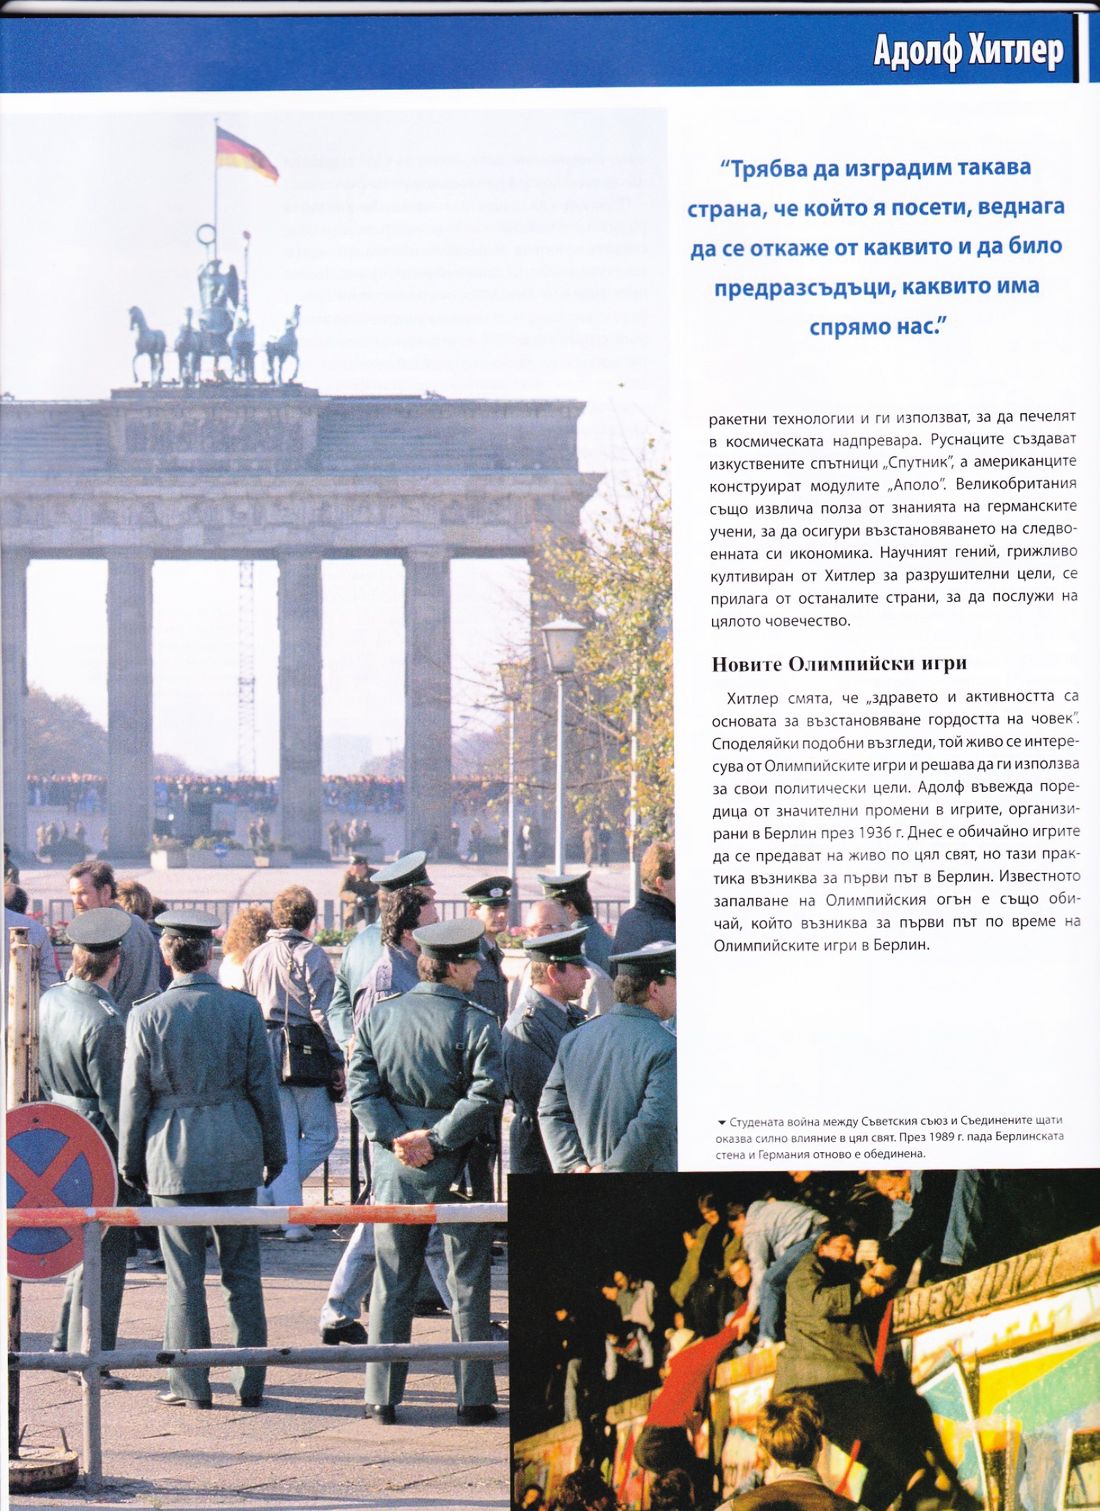 Адолф Хитлер
“Трябва да изградим такава
страна, че който я посети, веднага
да се откаже от каквито и да било
предразсъдъци, каквито има
спрямо нас.”
ракетни технологии и ги използват, за да печелят
в космическата надпревара. Руснаците създават
изкуствените спътници „Спутник”, а американците
конструират модулите „Аполо”. Великобритания
също извлича полза от знанията на германските
учени, за да осигури възстановяването на следво-
енната си икономика. Научният гений, грижливо
култивиран от Хитлер за разрушителни цели, се
прилага от останалите страни, за да послужи на
цялото човечество.
Новите Олимпийски игри
Хитлер смята, че „здравето и активността са
основата за възстановяване гордостта на човек”.
Споделяйки подобни възгледи, той живо се интере-
сува от Олимпийските игри и решава да ги използва
за свои политически цели. Адолф въвежда поре-
дица от значителни промени в игрите, организи-
рани в Берлин през 1936 г. Днес е обичайно игрите
да се предават на живо по цял свят, но тази прак-
тика възниква за първи път в Берлин. Известното
запалване на Олимпийския огън е също оби-
чай, който възниква за първи път по време на
Олимпийските игри в Берлин.
Студената война между Съветския съюз и Съединените щати
оказва силно влияние в цял свят. През 1989 г. пада Берлинската
стена и Германия отново е обединена.